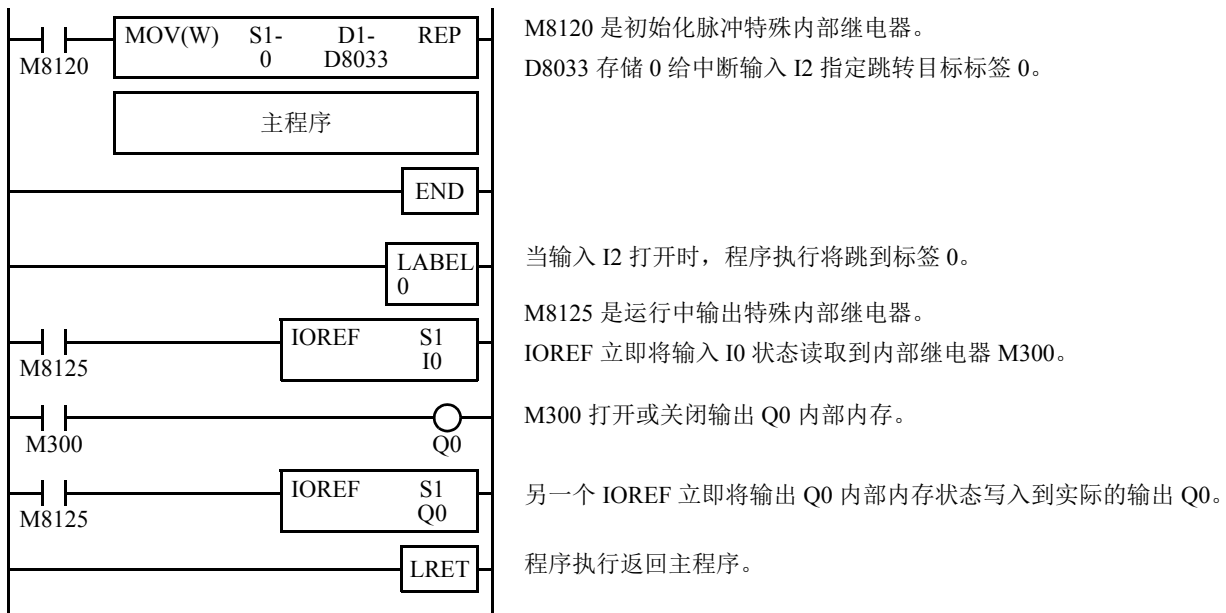 MOV(W) S1- D1- REP
0 D8033
M8120
M8120 是初始化脉冲特殊内部继电器。
D8033 存储 0 给中断输入 I2 指定跳转目标标签 0。
主程序
END
LABEL
0
当输入 I2 打开时，程序执行将跳到标签 0。
IOREF S1
I0
M8125
M8125 是运行中输出特殊内部继电器。
IOREF 立即将输入 I0 状态读取到内部继电器 M300。
M300 Q0
M300 打开或关闭输出 Q0 内部内存。
IOREF S1
Q0
M8125
另一个 IOREF 立即将输出 Q0 内部内存状态写入到实际的输出 Q0。
LRET
程序执行返回主程序。